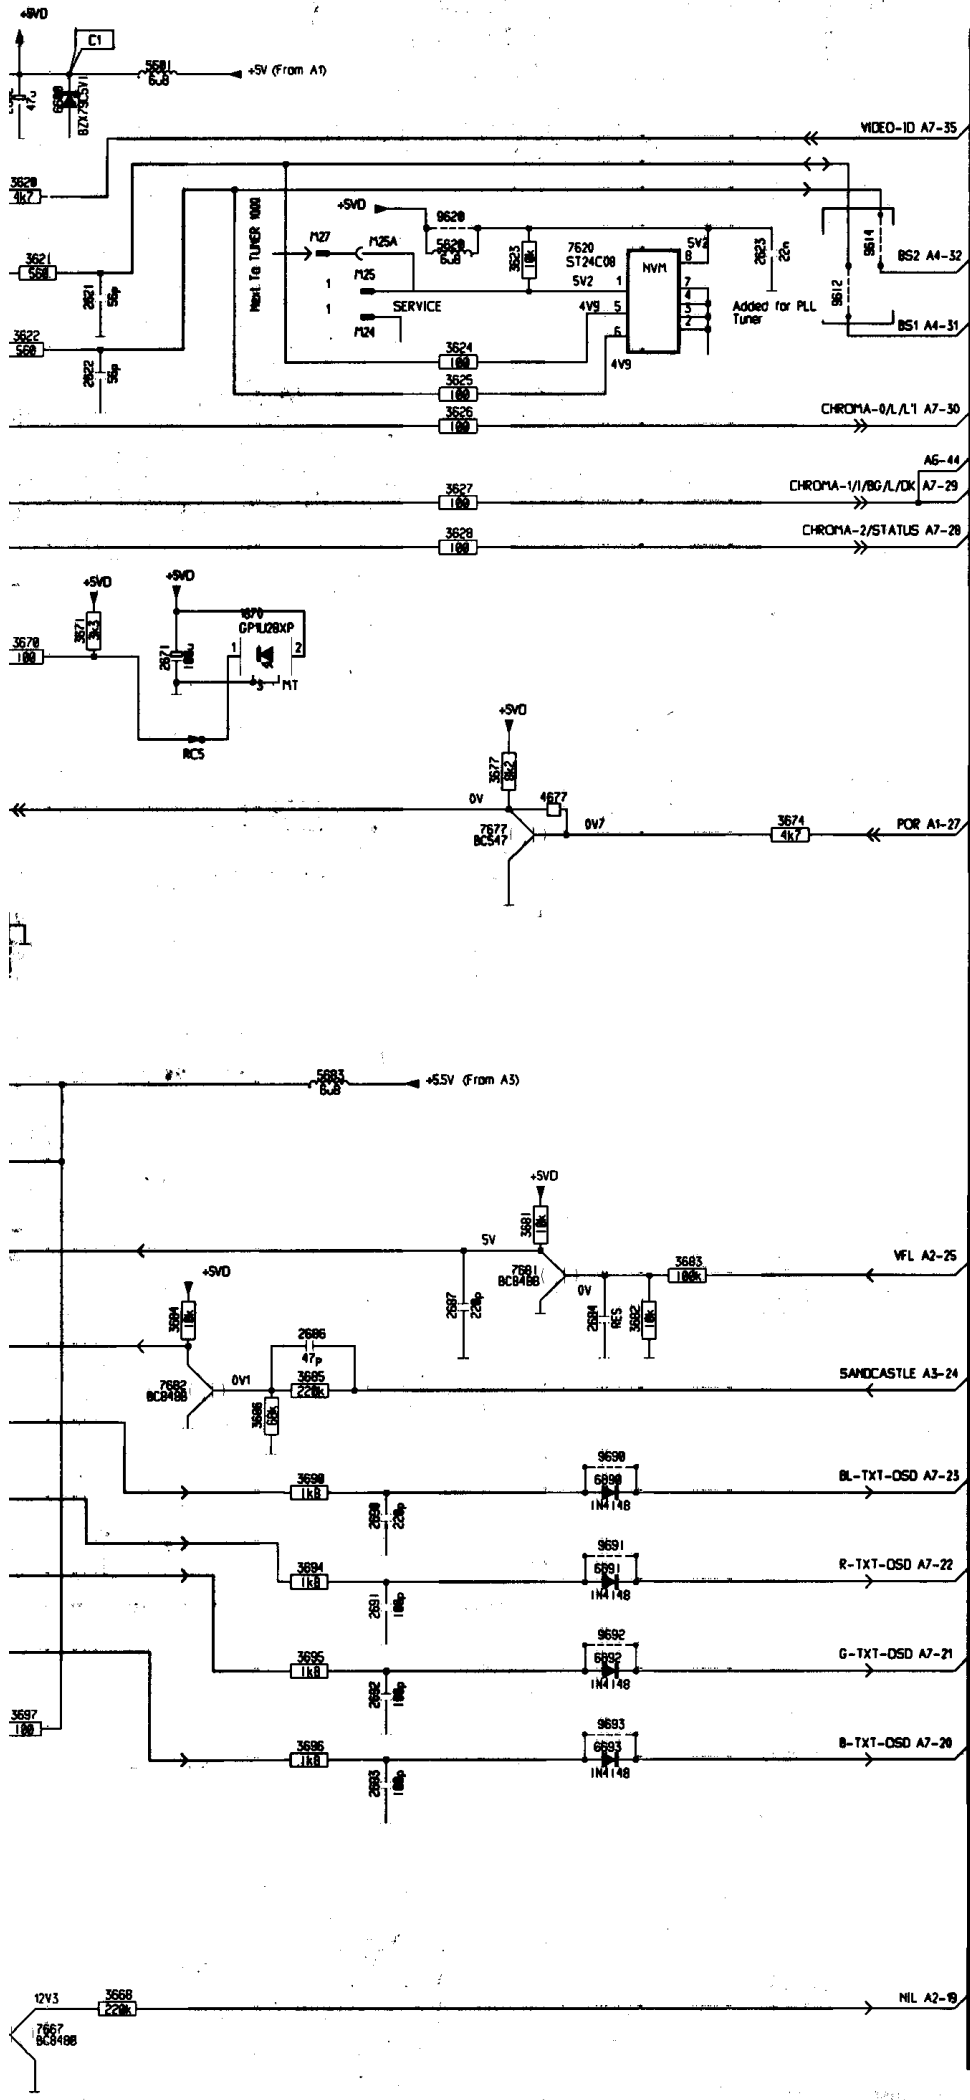 +5VD
C1
5601
6u8
+5V (From A1)
47u
6600
BZX79C5V1
VIDEO-ID A7-35
3620
4k7
Next To TUNER 1000
+5VD
9620
5620
6u8
M27
M25A
M25
1
1
SERVICE
M24
3623
10k
7620
ST24C08
5V2
4V9
4V9
1
5
6
NVM
5V2
8
7
4
3
2
2623
22n
Added for PLL
Tuner
9614
9612
BS2 A4-32
BS1 A4-31
3621
560
2621
56p
3622
560
2622
56p
3624
100
3625
100
3626
100
CHROMA-0/L/L'1 A7-30
A6-44
3627
100
CHROMA-1/I/BG/L/DK A7-29
3628
100
CHROMA-2/STATUS A7-28
+5VD
+5VD
3670
100
3671
3k3
2671
100u
1670
GP1U28XP
1
2
3
MT
RC5
+5VD
3677
8k2
0V
4677
7677
BC547
0V7
3674
4k7
POR A1-27
5683
6u8
+5.5V (From A3)
+5VD
3681
10k
5V
7681
BC848B
0V
2687
220p
2684
RES
3682
10k
3683
100k
VFL A2-25
+5VD
3684
10k
7682
BC848B
0V1
2686
47p
3685
220k
3686
68k
SANDCASTLE A3-24
3690
1k8
2690
220p
9690
6890
1N4148
BL-TXT-OSD A7-23
3694
1k8
2691
100p
9691
6691
1N4148
R-TXT-OSD A7-22
3695
1k8
2692
100p
9692
6692
1N4148
G-TXT-OSD A7-21
3697
100
3696
1k8
2693
100p
9693
6693
1N4148
B-TXT-OSD A7-20
12V3
3668
220k
7667
BC848B
NIL A2-19